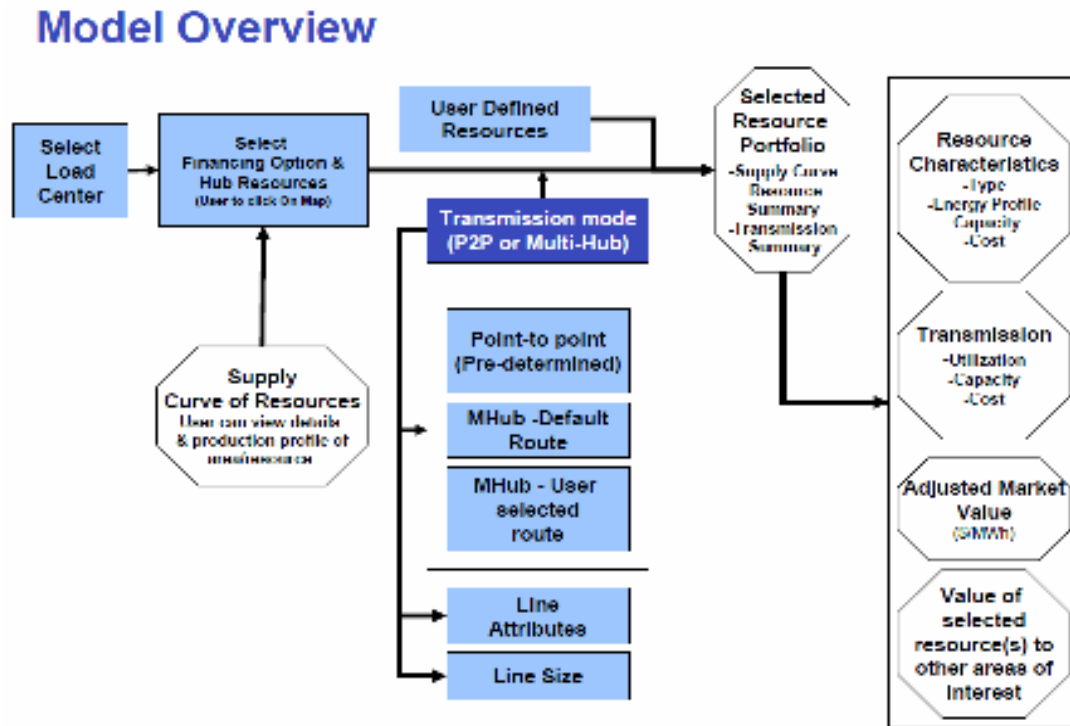 Model Overview
Select
Load
Center
Select
Financing Option &
Hub Resources
(User to click On Map)
User Defined
Resources
Transmission mode
(P2P or Multi-Hub)
Supply
Curve of Resources
User can view details
& production profile of
area/resource
Point-to point
(Pre-determined)
MHub -Default
Route
MHub - User
selected
route
Line
Attributes
Line Size
Selected
Resource
Portfolio
-Supply Curve
Resource
Summary
-Transmission
Summary
Resource
Characteristics
-Type
-Energy Profile
Capacity
-Cost
Transmission
-Utilization
-Capacity
-Cost
Adjusted Market
Value
($/MWh)
Value of
selected
resource(s) to
other areas of
Interest